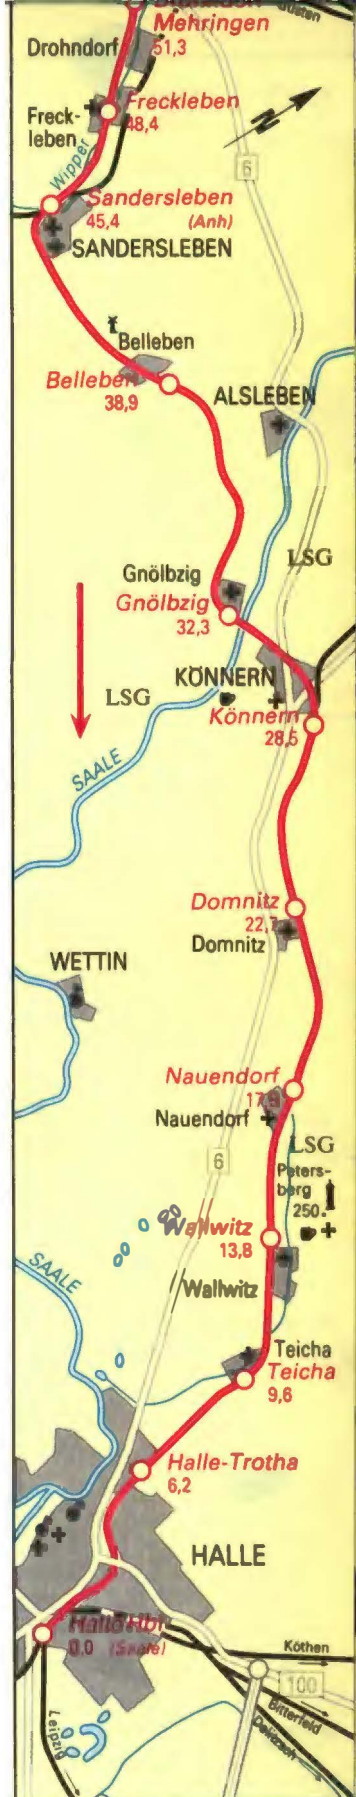 Güsten
Mehringen
51,3
Drohndorf
Freckleben
48,4
Freck-
leben
Wipper
6
Sandersleben
45,4 (Anh)
SANDERSLEBEN
N
Belleben
Belleben
38,9
ALSLEBEN
LSG
Gnölbzig
Gnölbzig
32,3
KÖNNERN
LSG
Könnern
28,5
SAALE
Domnitz
22,7
Domnitz
WETTIN
Nauendorf
17,9
Nauendorf
LSG
6
Peters-
berg
250
Wallwitz
13,8
Wallwitz
SAALE
Teicha
Teicha
9,6
Halle-Trotha
6,2
HALLE
Halle Hbf
0,0 (Saale)
Köthen
100
Bitterfeld
Delitzsch
Leipzig